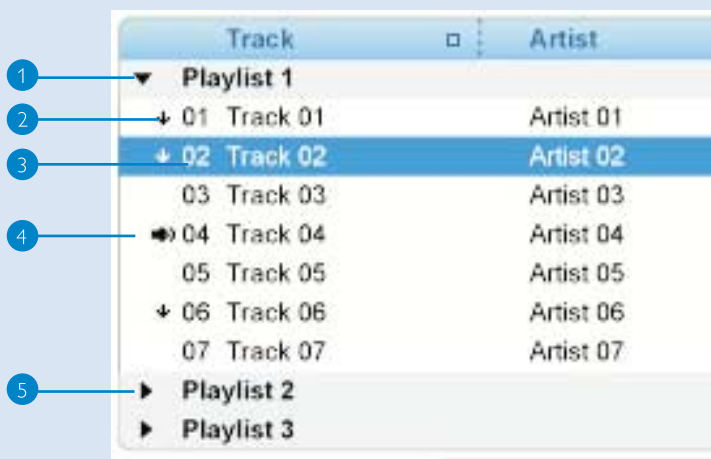 Track Artist
1 Playlist 1
2 01 Track 01 Artist 01
3 02 Track 02 Artist 02
03 Track 03 Artist 03
4 04 Track 04 Artist 04
05 Track 05 Artist 05
06 Track 06 Artist 06
07 Track 07 Artist 07
5 Playlist 2
Playlist 3